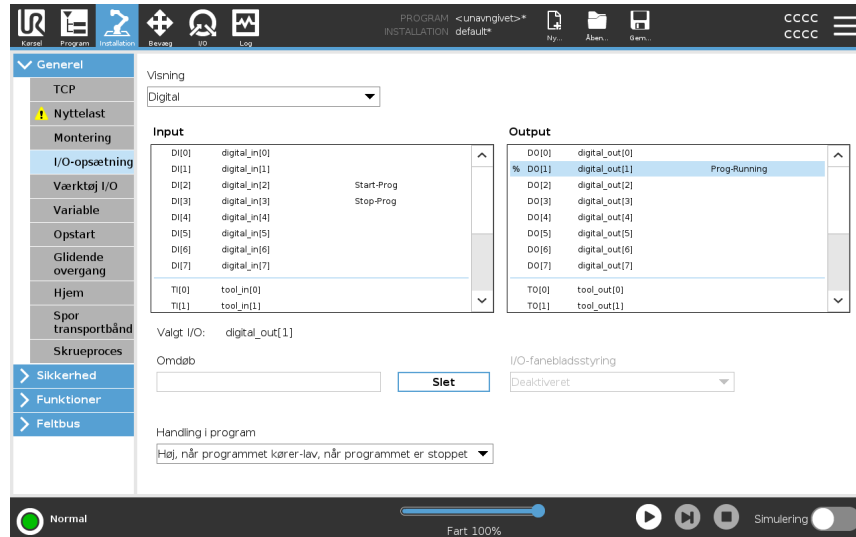 PROGRAM <unavngivet>*
INSTALLATION default*
CCCC
CCCC
Kørsel Program Installation Bevæg I/O Log Ny... Åben... Gem...
Generel
TCP
Nyttelast
Montering
I/O-opsætning
Værktøj I/O
Variable
Opstart
Glidende
overgang
Hjem
Spor
transportbånd
Skrueproces
Sikkerhed
Funktioner
Feltbus
Visning
Digital
Input
DI[0] digital_in[0]
DI[1] digital_in[1]
DI[2] digital_in[2] Start-Prog
DI[3] digital_in[3] Stop-Prog
DI[4] digital_in[4]
DI[5] digital_in[5]
DI[6] digital_in[6]
DI[7] digital_in[7]
TI[0] tool_in[0]
TI[1] tool_in[1]
Output
DO[0] digital_out[0]
% DO[1] digital_out[1] Prog-Running
DO[2] digital_out[2]
DO[3] digital_out[3]
DO[4] digital_out[4]
DO[5] digital_out[5]
DO[6] digital_out[6]
DO[7] digital_out[7]
TO[0] tool_out[0]
TO[1] tool_out[1]
Valgt I/O: digital_out[1]
Omdøb
Slet
I/O-fanebladsstyring
Deaktiveret
Handling i program
Høj, når programmet kører-lav, når programmet er stoppet
Normal
Fart 100%
Simulering